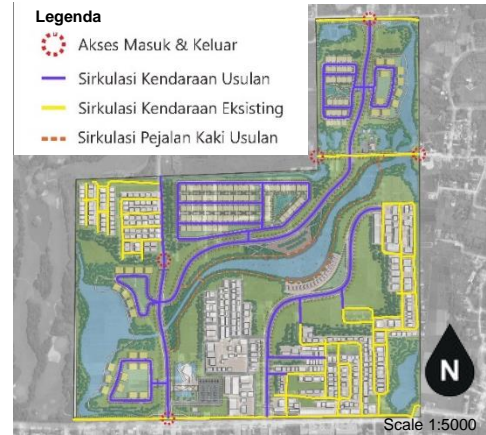 Legenda
Akses Masuk & Keluar
Sirkulasi Kendaraan Usulan
Sirkulasi Kendaraan Eksisting
Sirkulasi Pejalan Kaki Usulan
N
Scale 1:5000